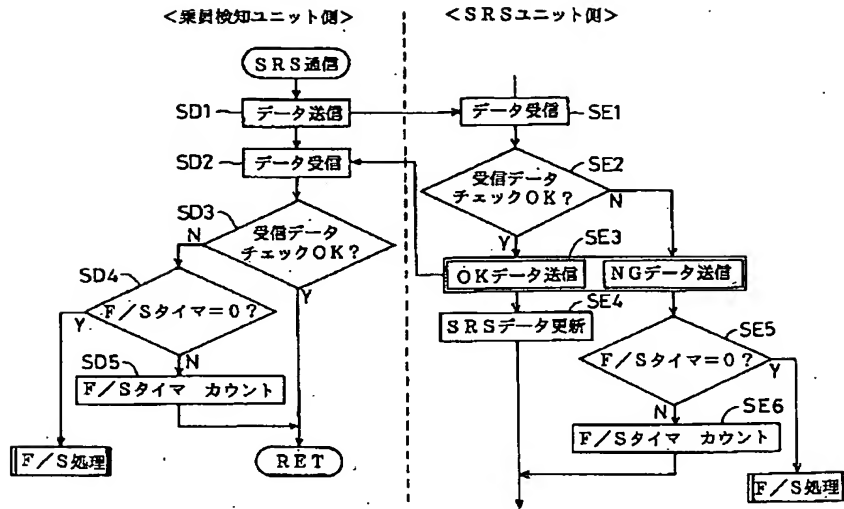 <乗員検知ユニット側>
SRS通信
SD1
データ送信
SD2
データ受信
SD3
受信データ
チェックOK?
N
Y
SD4
F/Sタイマ=0?
Y
N
SD5
F/Sタイマ カウント
F/S処理
RET
<SRSユニット側>
データ受信
SE1
SE2
受信データ
チェックOK?
N
Y
SE3
OKデータ送信
NGデータ送信
SE4
SRSデータ更新
SE5
F/Sタイマ=0?
Y
N
SE6
F/Sタイマ カウント
F/S処理